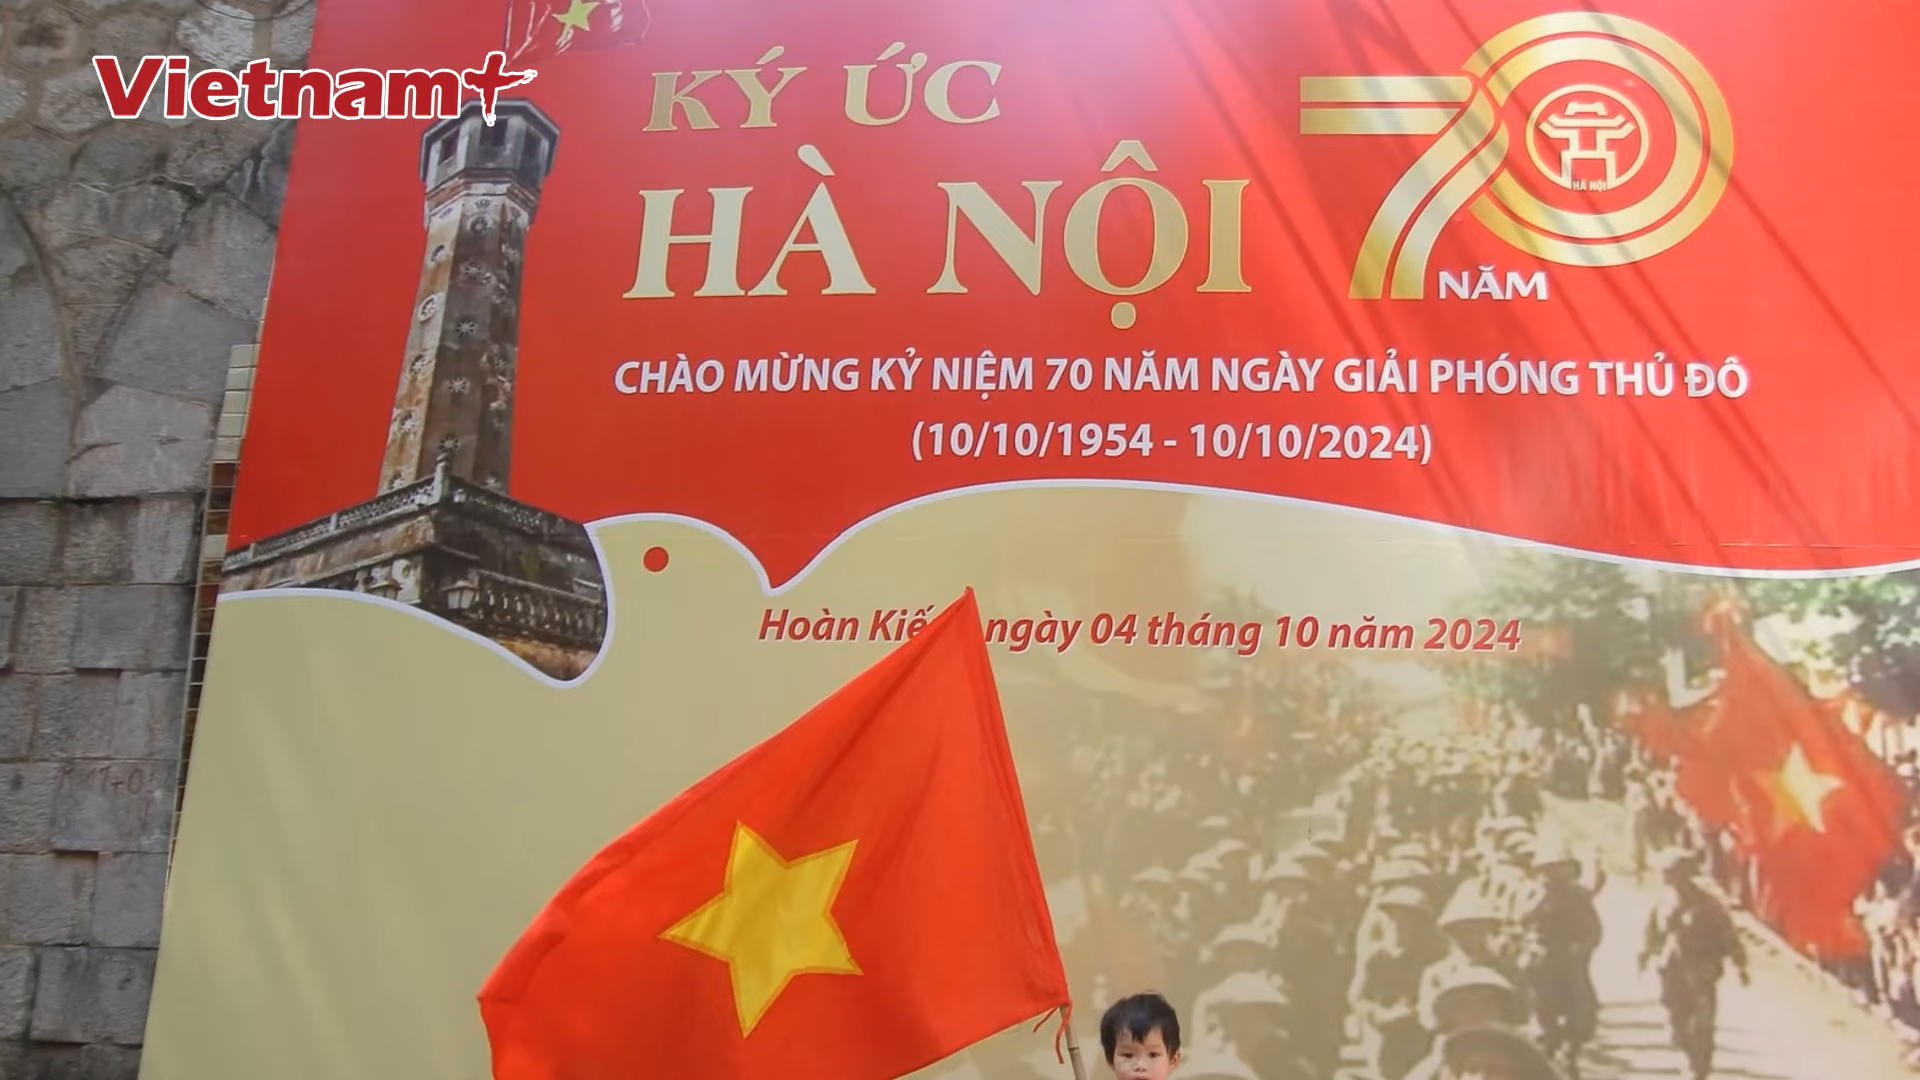 Vietnam+
KÝ ỨC
HÀ NỘI
70
NĂM
HÀ NỘI
CHÀO MỪNG KỶ NIỆM 70 NĂM NGÀY GIẢI PHÓNG THỦ ĐÔ
(10/10/1954 - 10/10/2024)
Hoàn ngày 04 tháng 10 năm 2024